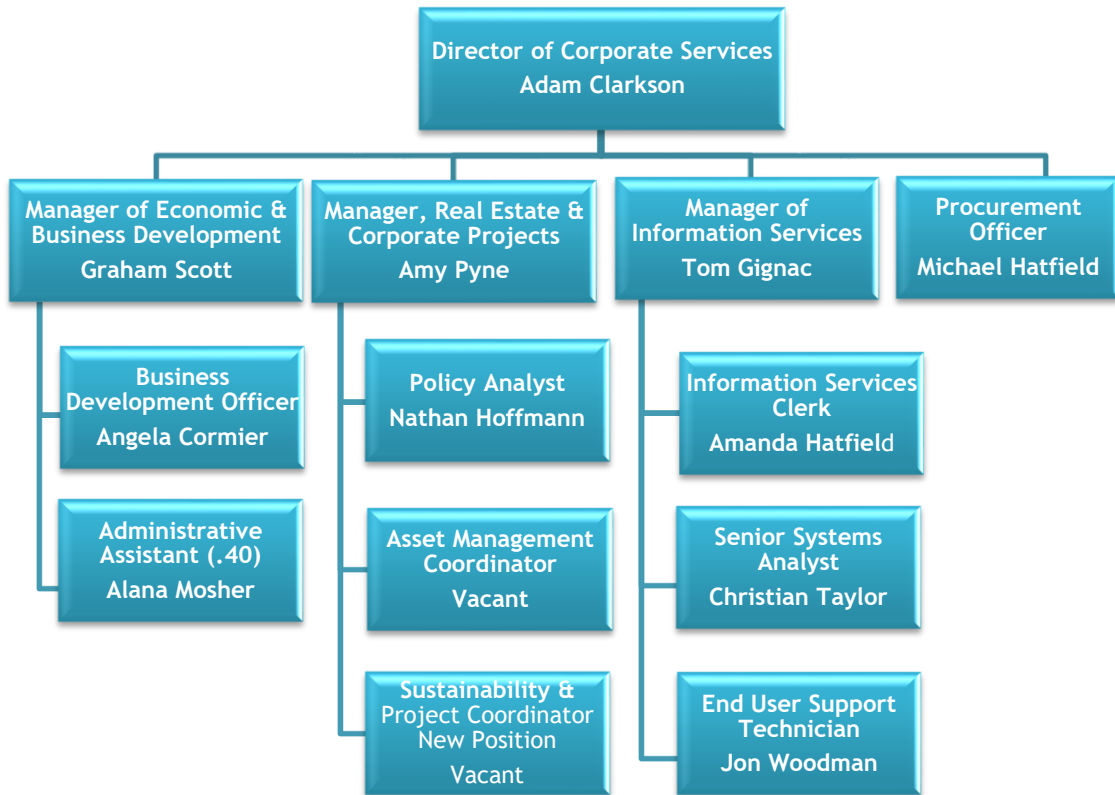 Director of Corporate Services
Adam Clarkson
Manager of Economic &
Business Development
Graham Scott
Manager, Real Estate &
Corporate Projects
Amy Pyne
Manager of
Information Services
Tom Gignac
Procurement
Officer
Michael Hatfield
Business
Development Officer
Angela Cormier
Administrative
Assistant (.40)
Alana Mosher
Policy Analyst
Nathan Hoffmann
Asset Management
Coordinator
Vacant
Sustainability &
Project Coordinator
New Position
Vacant
Information Services
Clerk
Amanda Hatfield
Senior Systems
Analyst
Christian Taylor
End User Support
Technician
Jon Woodman